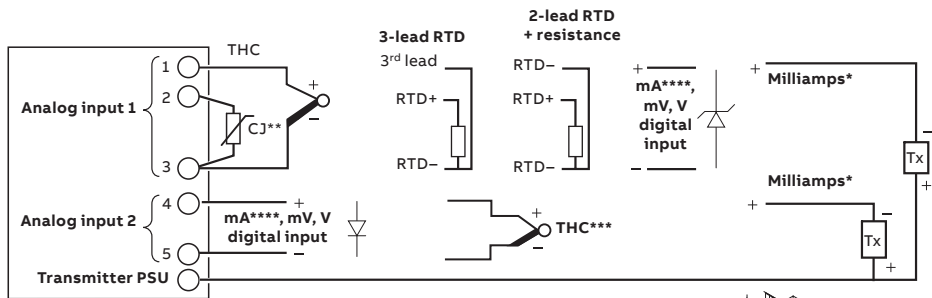 2-lead RTD
+ resistance
3-lead RTD
3rd lead
THC
1
2
3
Analog input 1
CJ**
+
−
RTD+
RTD−
RTD−
RTD+
RTD−
+
mA****,
mV, V
digital
input
−
+
Milliamps*
−
Tx
+
4
5
Analog input 2
+
mA****, mV, V
digital input
−
+
THC***
−
Milliamps*
+
−
Tx
+
Transmitter PSU
+